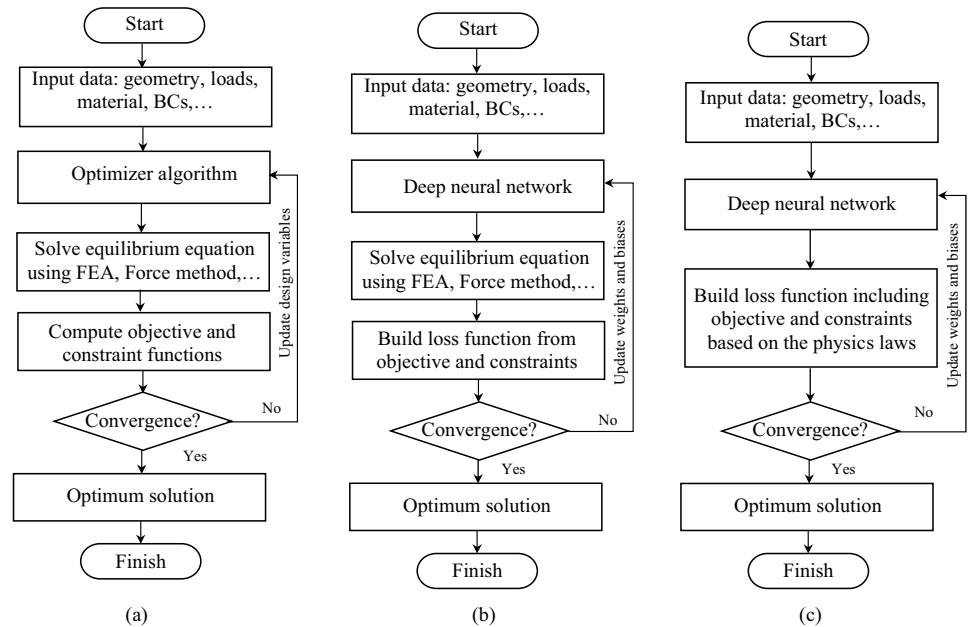 Start
Input data: geometry, loads,
material, BCs,…
Optimizer algorithm
Solve equilibrium equation
using FEA, Force method,…
Compute objective and
constraint functions
Convergence?
No
Update design variables
Yes
Optimum solution
Finish
(a)
Start
Input data: geometry, loads,
material, BCs,…
Deep neural network
Solve equilibrium equation
using FEA, Force method,…
Build loss function from
objective and constraints
Convergence?
No
Update weights and biases
Yes
Optimum solution
Finish
(b)
Start
Input data: geometry, loads,
material, BCs,…
Deep neural network
Build loss function including
objective and constraints
based on the physics laws
Convergence?
No
Update weights and biases
Yes
Optimum solution
Finish
(c)